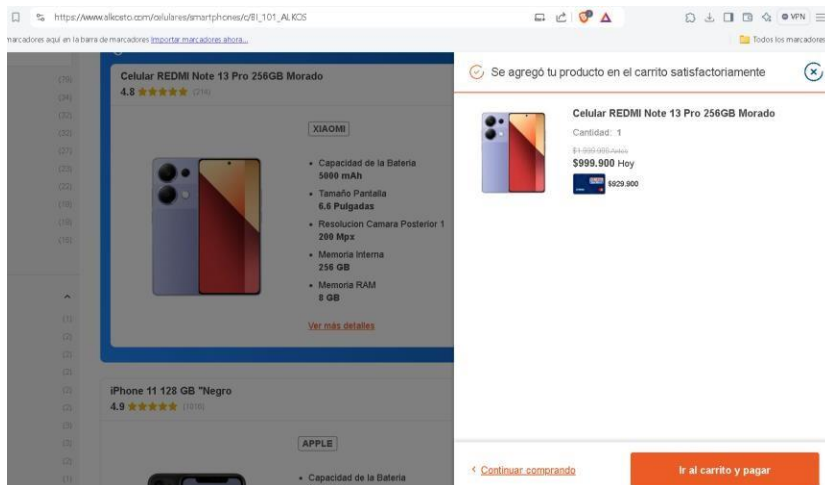 https://www.alkosto.com/celulares/smartphones/c/BI_101_ALKOS
VPN
marcadores aquí en la barra de marcadores Importar marcadores ahora...
Todos los marcadores
Celular REDMI Note 13 Pro 256GB Morado
4.8
XIAOMI
• Capacidad de la Bateria
5000 mAh
• Tamaño Pantalla
6.6 Pulgadas
• Resolucion Camara Posterior 1
200 Mpx
• Memoria Interna
256 GB
• Memoria RAM
8 GB
Ver más detalles
iPhone 11 128 GB "Negro
4.9 (1016)
APPLE
• Capacidad de la Bateria
Se agregó tu producto en el carrito satisfactoriamente
Celular REDMI Note 13 Pro 256GB Morado
Cantidad: 1
$999.900 Hoy
$929.900
Continuar comprando
Ir al carrito y pagar